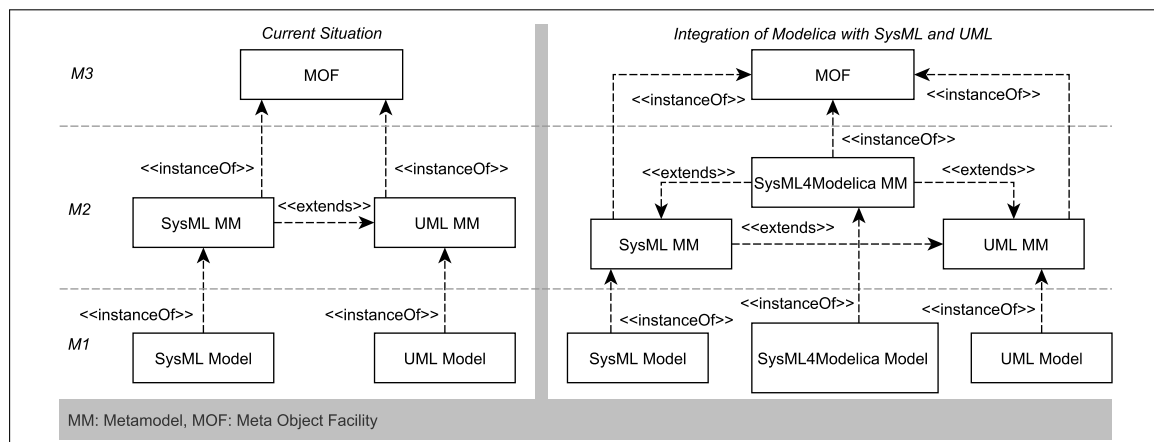 Current Situation
Integration of Modelica with SysML and UML
M3
MOF
MOF
<<instanceOf>>
<<instanceOf>>
<<instanceOf>>
<<instanceOf>>
<<instanceOf>>
<<extends>>
SysML4Modelica MM
<<extends>>
M2
SysML MM
<<extends>>
UML MM
SysML MM
<<extends>>
UML MM
<<instanceOf>>
<<instanceOf>>
<<instanceOf>>
<<instanceOf>>
<<instanceOf>>
M1
SysML Model
UML Model
SysML Model
SysML4Modelica Model
UML Model
MM: Metamodel, MOF: Meta Object Facility